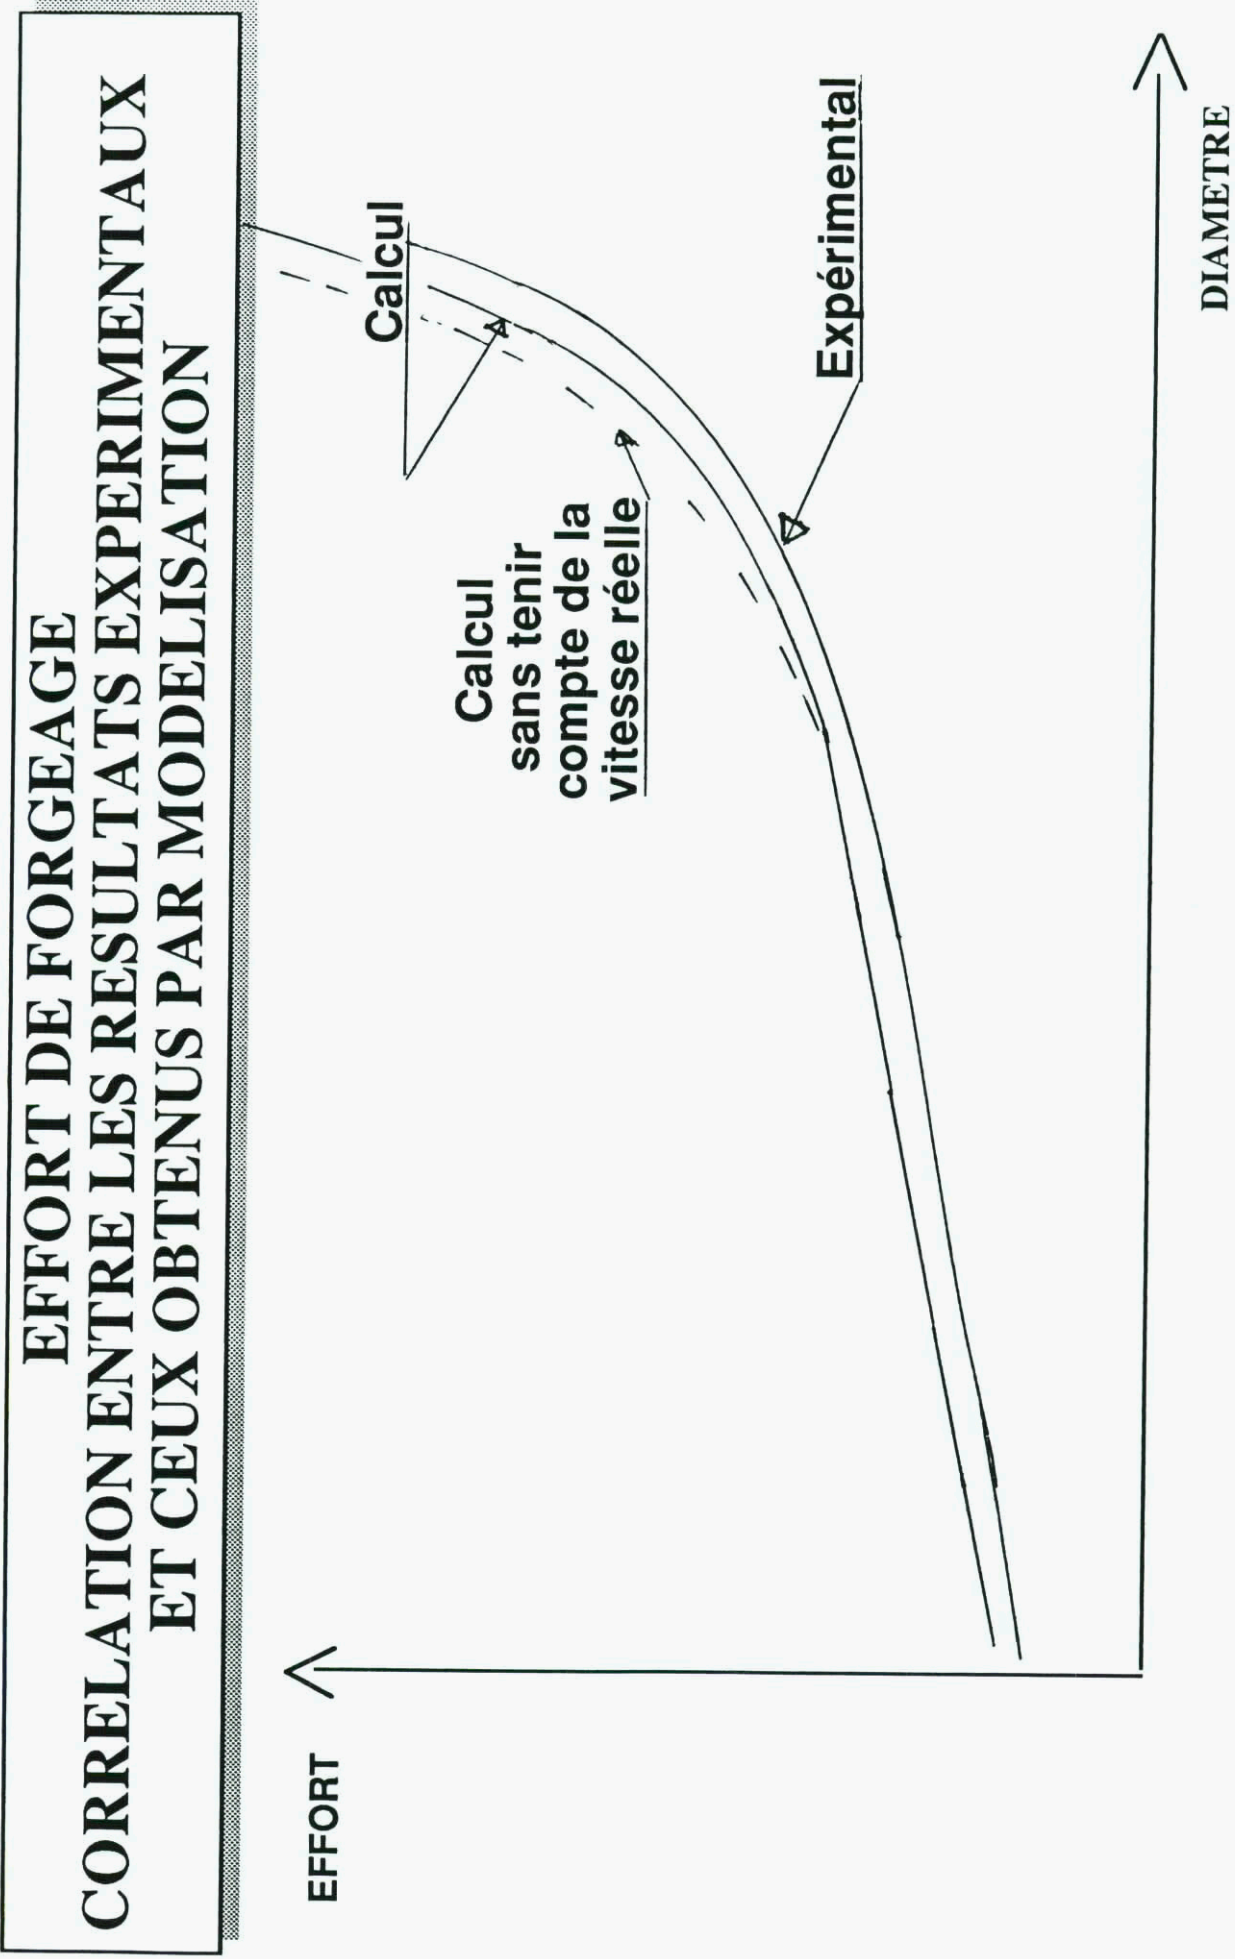 EFFORT DE FORGEAGE
CORRELATION ENTRE LES RESULTATS EXPERIMENTAUX
ET CEUX OBTENUS PAR MODELISATION
EFFORT
Calcul
Calcul
sans tenir
compte de la
vitesse réelle
Expérimental
DIAMETRE